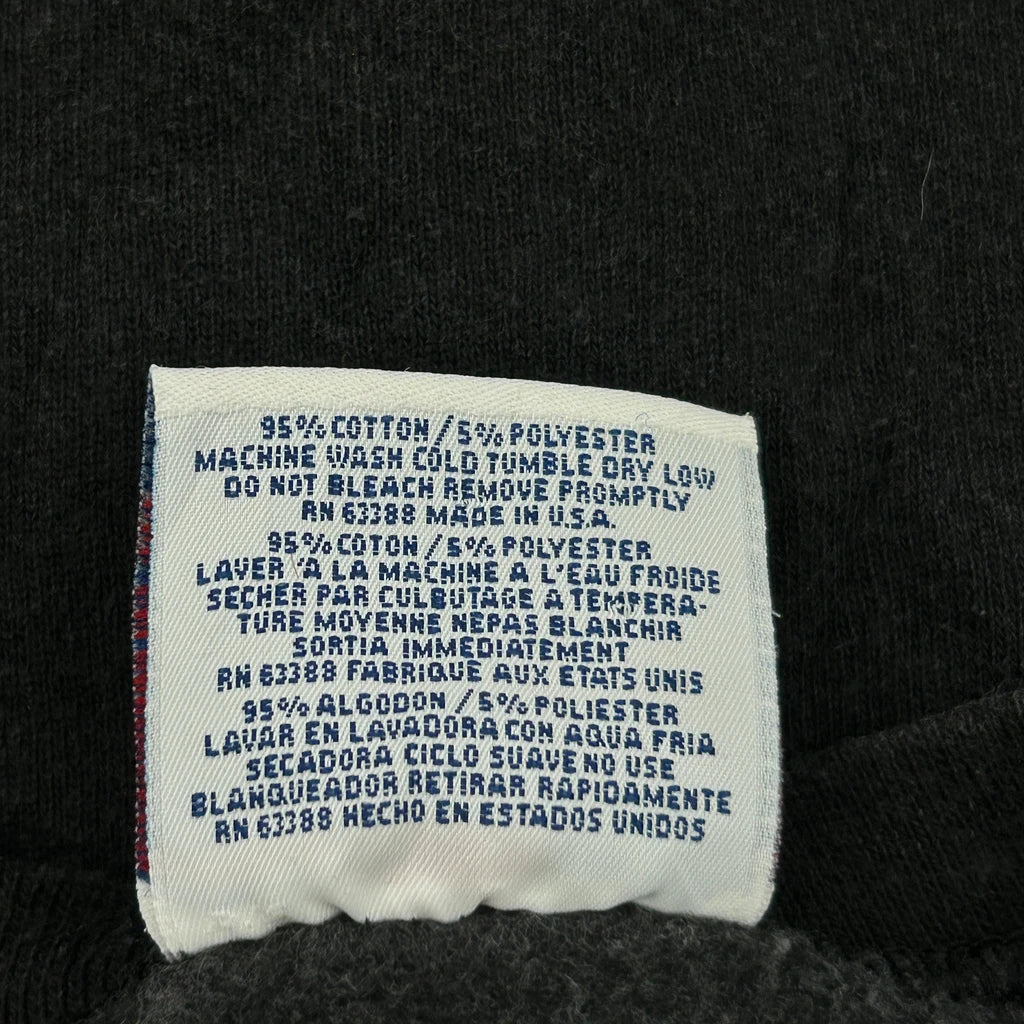 95% COTTON / 5% POLYESTER
MACHINE WASH COLD TUMBLE DRY LOW
DO NOT BLEACH REMOVE PROMPTLY
RN 63388 MADE IN U.S.A.
95% COTON / 5% POLYESTER
LAVER 'A LA MACHINE A L'EAU FROIDE
SECHER PAR CULBUTAGE A TEMPERA-
TURE MOYENNE NEPAS BLANCHIR
SORTIA IMMEDIATEMENT
RN 63388 FABRIQUE AUX ETATS UNIS
95% ALGODON / 5% POLIESTER
LAVAR EN LAVADORA CON AQUA FRIA
SECADORA CICLO SUAVE NO USE
BLANQUEADOR RETIRAR RAPIDAMENTE
RN 63388 HECHO EN ESTADOS UNIDOS